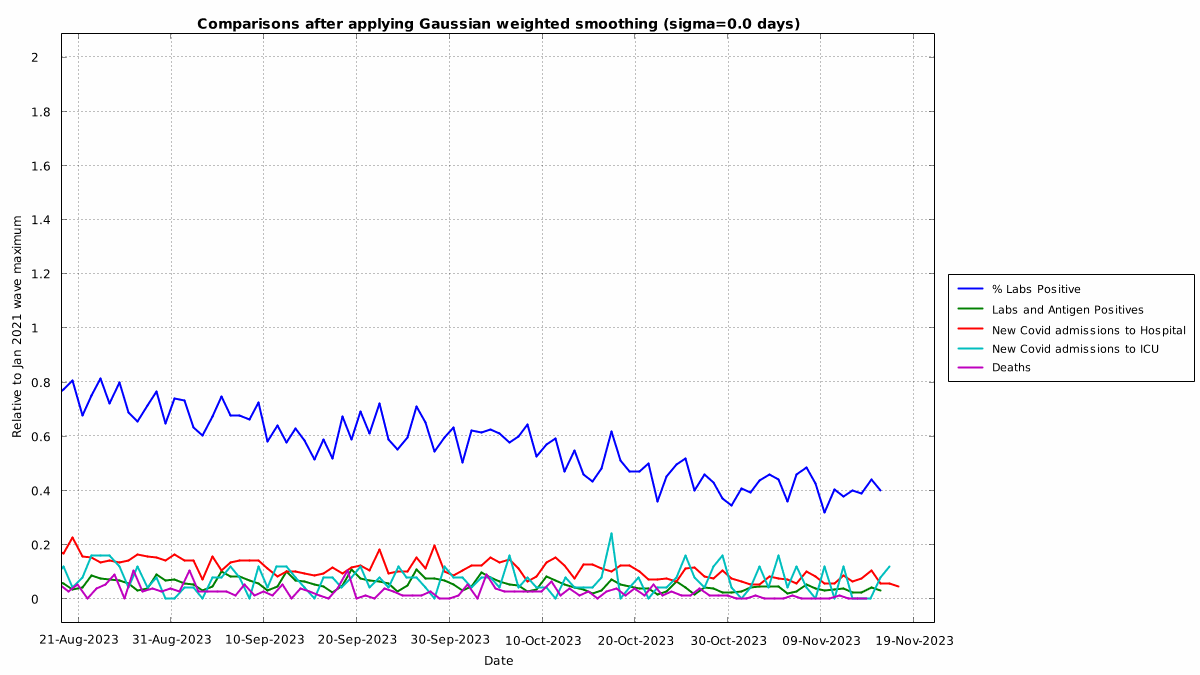 Comparisons after applying Gaussian weighted smoothing (sigma=0.0 days)
Relative to Jan 2021 wave maximum
2
1.8
1.6
1.4
1.2
1
0.8
0.6
0.4
0.2
0
21-Aug-2023 31-Aug-2023 10-Sep-2023 20-Sep-2023 30-Sep-2023 10-Oct-2023 20-Oct-2023 30-Oct-2023 09-Nov-2023 19-Nov-2023
Date
% Labs Positive
Labs and Antigen Positives
New Covid admissions to Hospital
New Covid admissions to ICU
Deaths